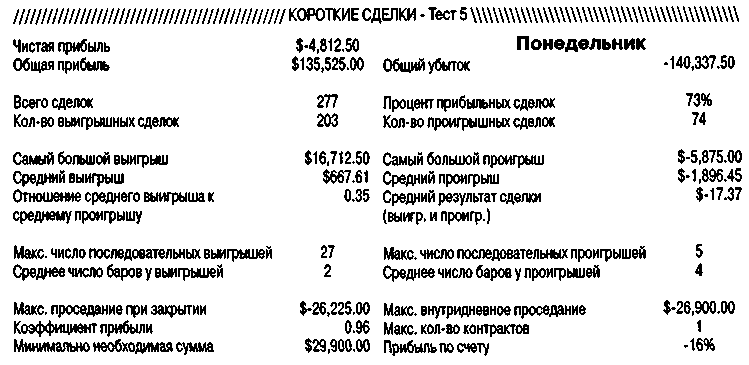 //////////////////////////////////////// КОРОТКИЕ СДЕЛКИ - Тест 5 \\\\\\\\\\\\\\\\\\\\\\\\\\\\\\\\\\\\\\\\
Понедельник
Чистая прибыль $-4,812.50
Общая прибыль $135,525.00 Общий убыток -140,337.50
Всего сделок 277 Процент прибыльных сделок 73%
Кол-во выигрышных сделок 203 Кол-во проигрышных сделок 74
Самый большой выигрыш $16,712.50 Самый большой проигрыш $-5,875.00
Средний выигрыш $667.61 Средний проигрыш $-1,896.45
Отношение среднего выигрыша к 0.35 Средний результат сделки $-17.37
среднему проигрышу (выигр. и проигр.)
Макс. число последовательных выигрышей 27 Макс. число последовательных проигрышей 5
Среднее число баров у выигрышей 2 Среднее число баров у проигрышей 4
Макс. проседание при закрытии $-26,225.00 Макс. внутридневное проседание $-26,900.00
Коэффициент прибыли 0.96 Макс. кол-во контрактов 1
Минимально необходимая сумма $29,900.00 Прибыль по счету -16%